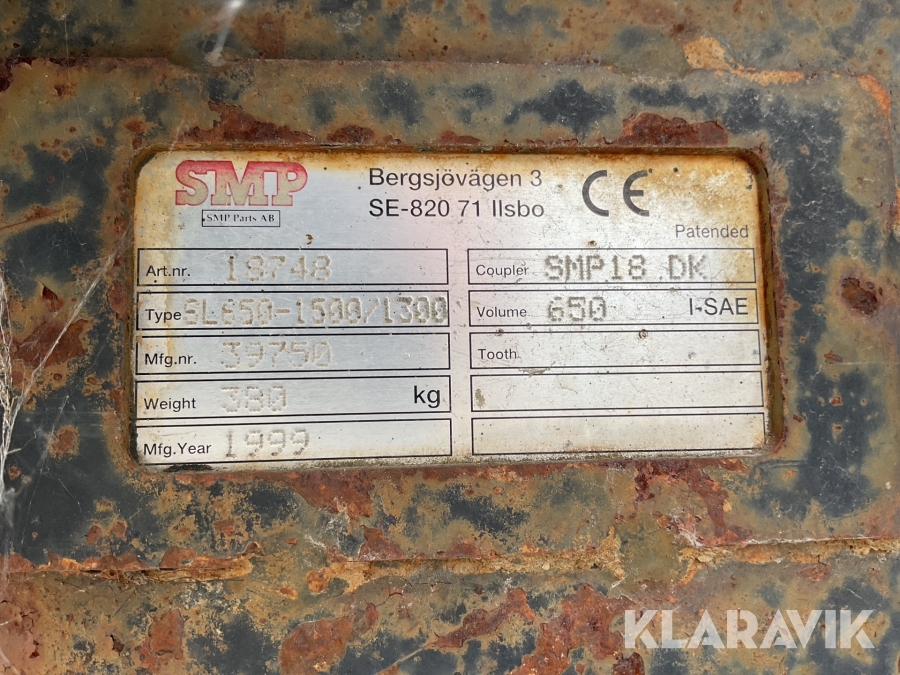 SMP
SMP Parts AB
Bergsjövägen 3
SE-820 71 Ilsbo
CE
Patended
Art.nr. 18748
Type SL650-1500/1300
Mfg.nr. 39750
Weight 380 kg
Mfg.Year 1999
Coupler SMP18 DK
Volume 650 l-SAE
Tooth
KLARAVIK